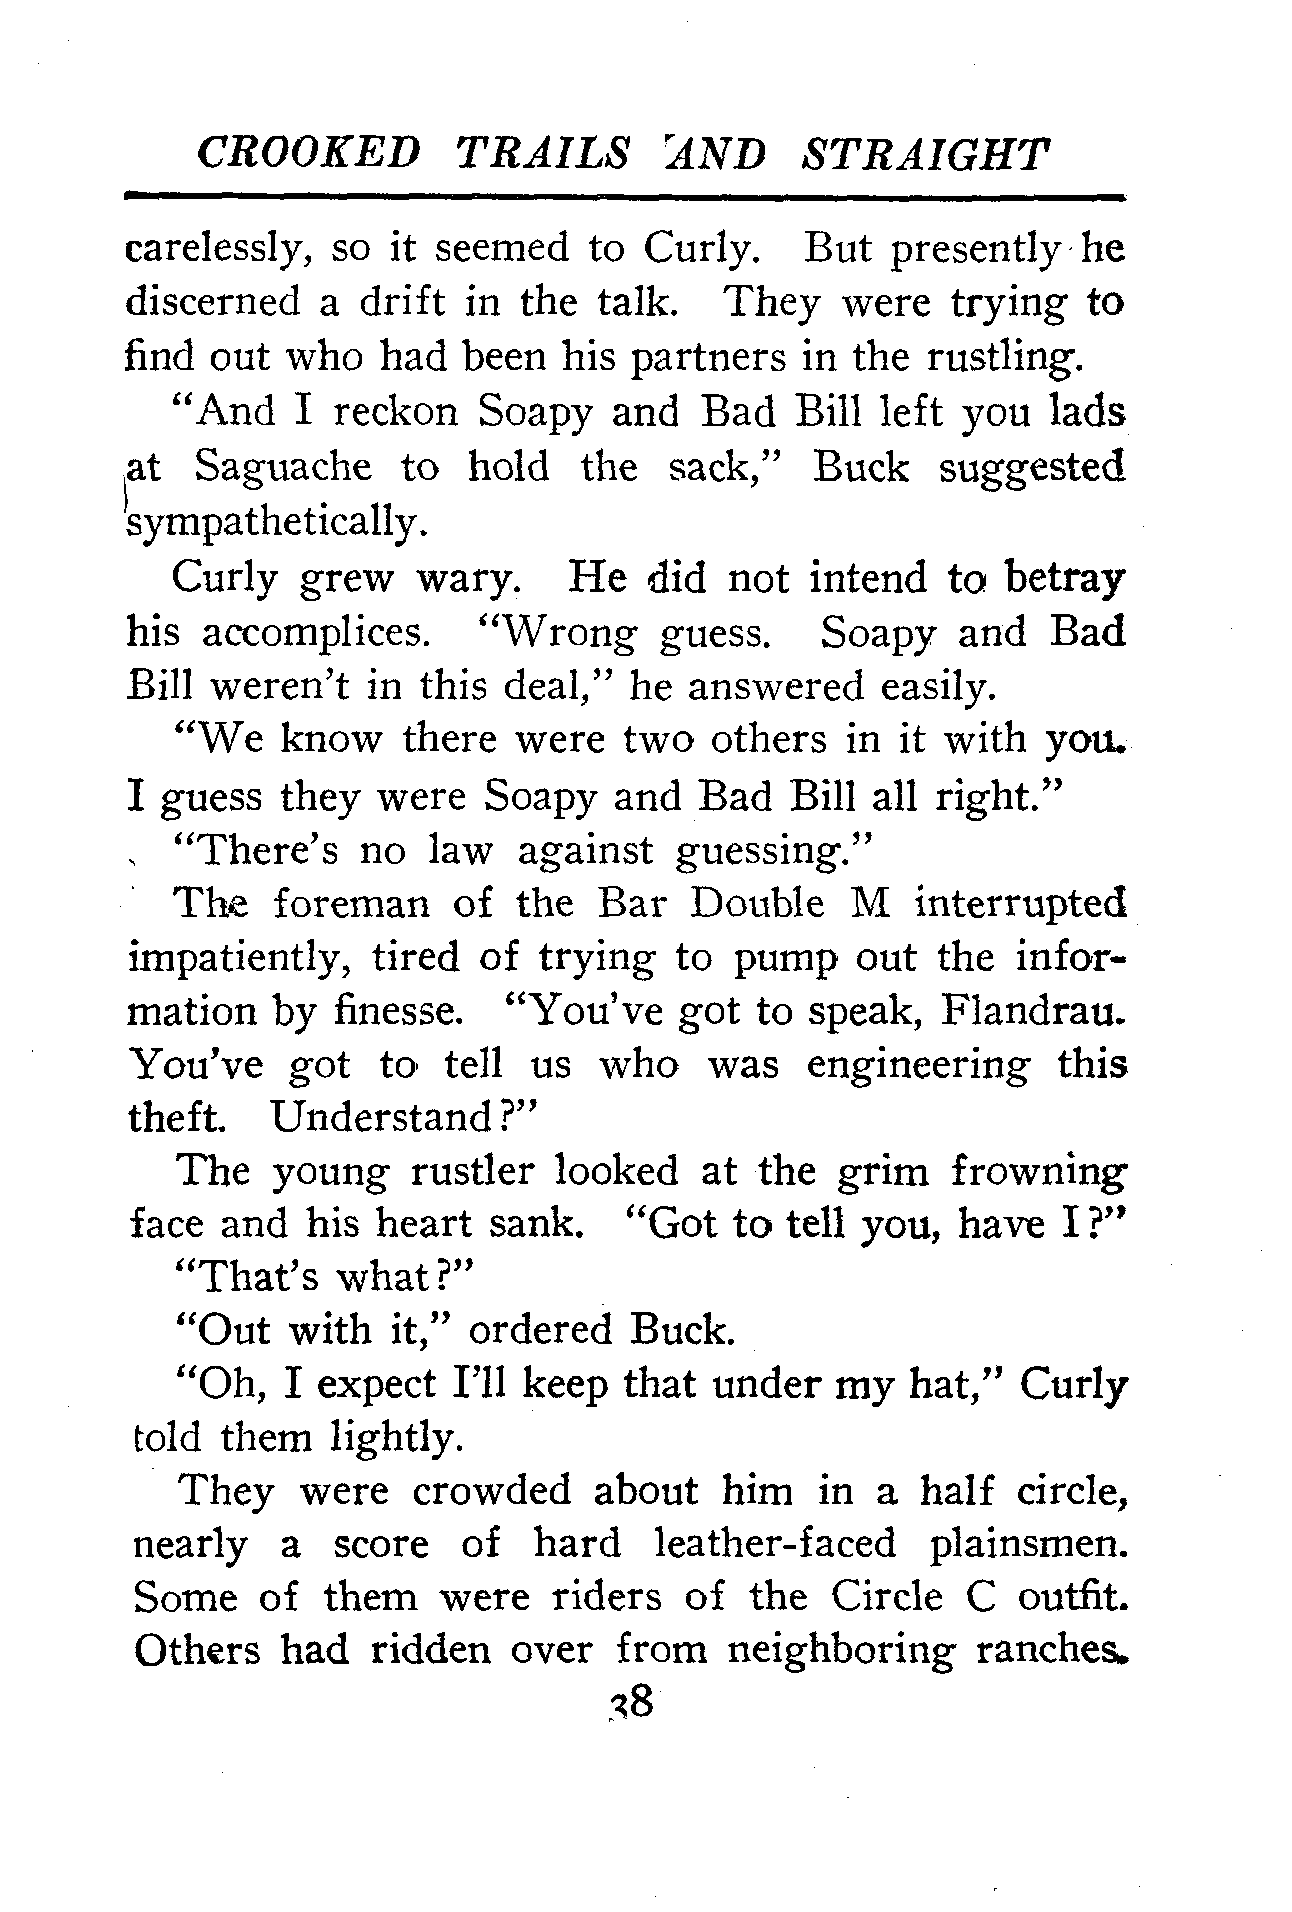 CROOKED TRAILS AND STRAIGHT
carelessly, so it seemed to Curly. But presently he
discerned a drift in the talk. They were trying to
find out who had been his partners in the rustling.
"And I reckon Soapy and Bad Bill left you lads
at Saguache to hold the sack," Buck suggested
sympathetically.
Curly grew wary. He did not intend to betray
his accomplices. "Wrong guess. Soapy and Bad
Bill weren't in this deal," he answered easily.
"We know there were two others in it with you.
I guess they were Soapy and Bad Bill all right."
"There's no law against guessing."
The foreman of the Bar Double M interrupted
impatiently, tired of trying to pump out the infor-
mation by finesse. "You've got to speak, Flandrau.
You've got to tell us who was engineering this
theft. Understand?"
The young rustler looked at the grim frowning
face and his heart sank. "Got to tell you, have I?"
"That's what?"
"Out with it," ordered Buck.
"Oh, I expect I'll keep that under my hat," Curly
told them lightly.
They were crowded about him in a half circle,
nearly a score of hard leather-faced plainsmen.
Some of them were riders of the Circle C outfit.
Others had ridden over from neighboring ranches.
38